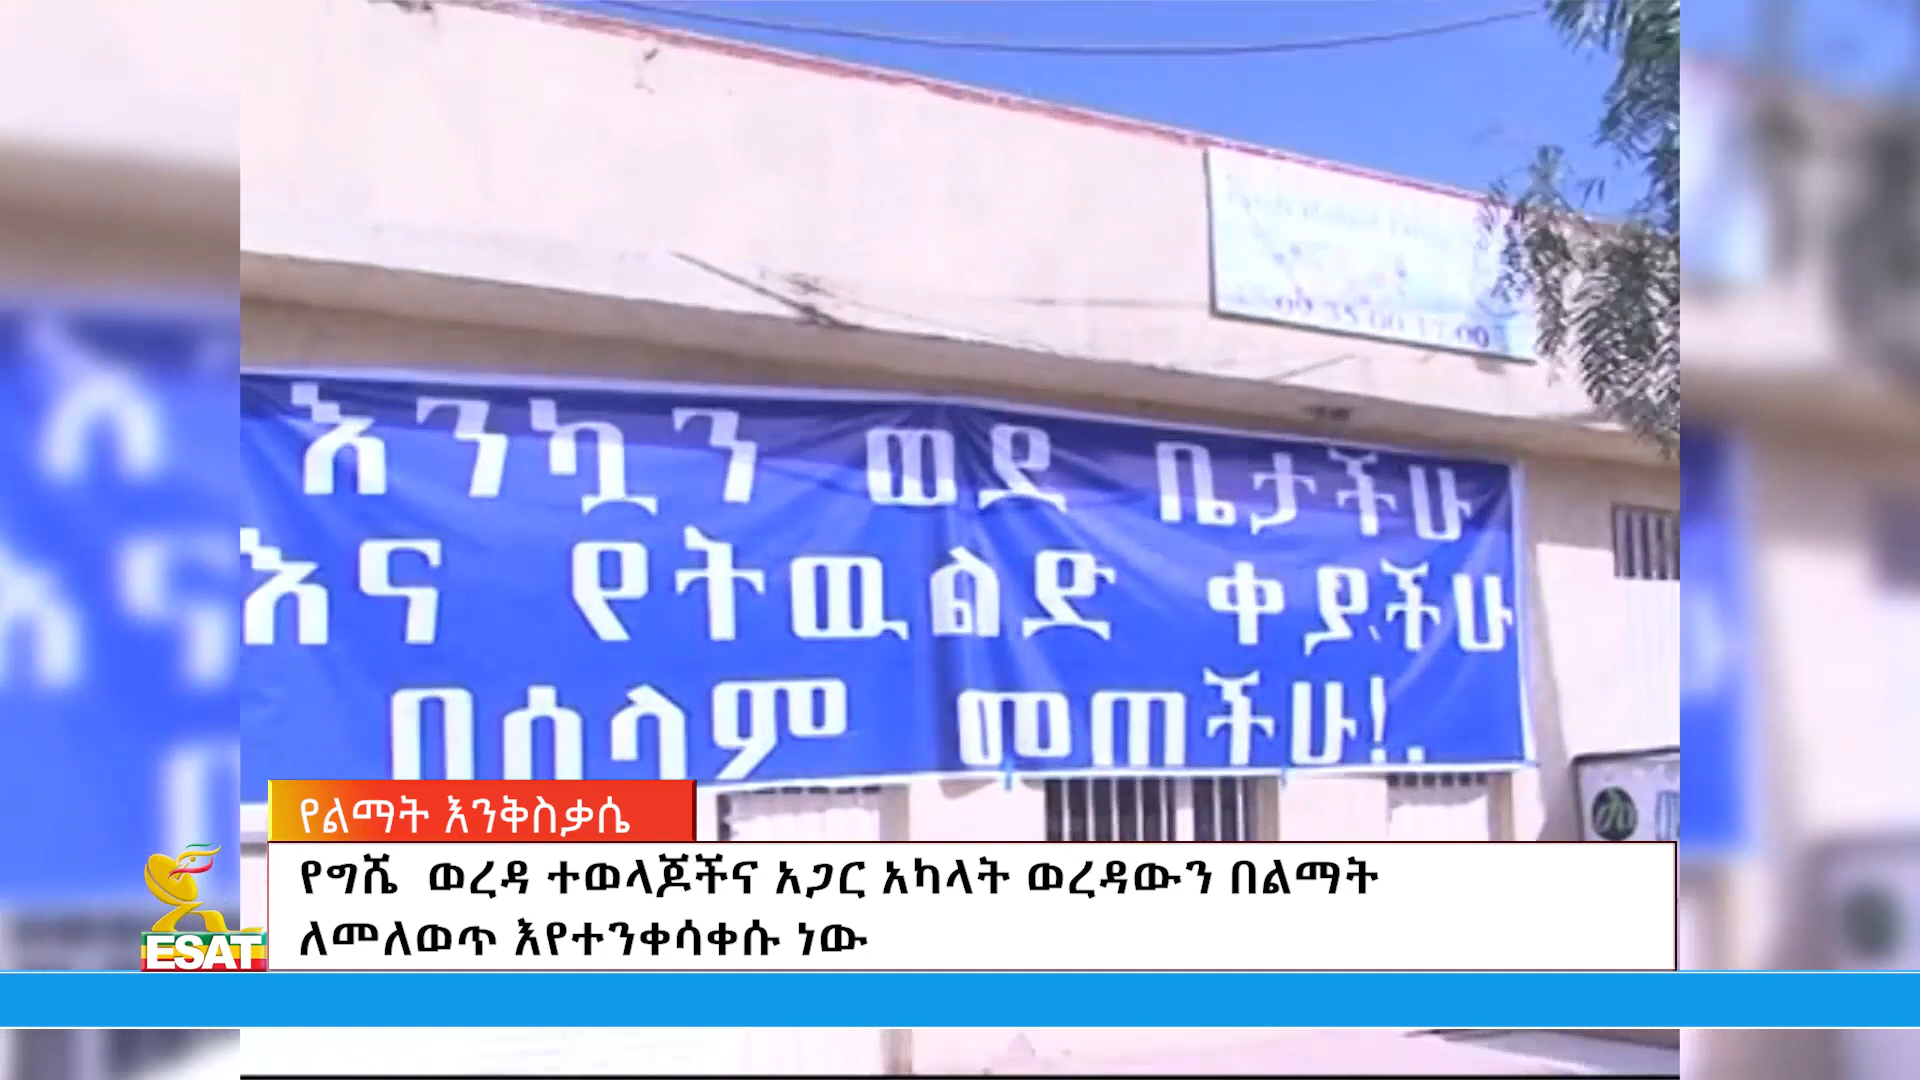 እንኳን ወደ ቤታችሁ
እና የትዉልድ ቀያችሁ
በሰላም መጣችሁ!.
የልማት እንቅስቃሴ
የግሼ ወረዳ ተወላጆችና አጋር አካላት ወረዳውን በልማት
ለመለወጥ እየተንቀሳቀሱ ነው
ESAT